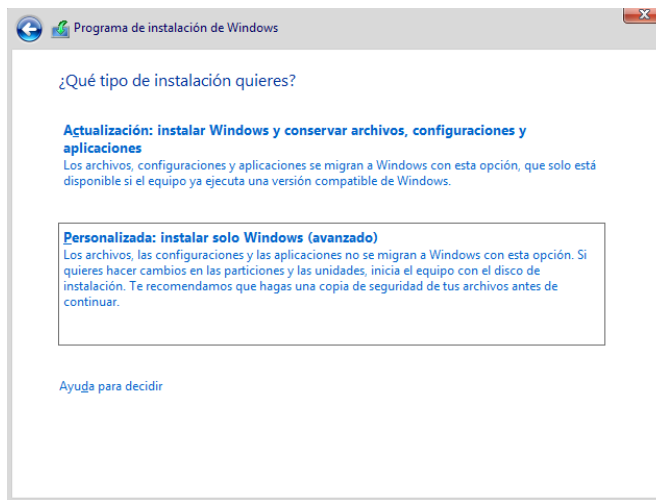 Programa de instalación de Windows
¿Qué tipo de instalación quieres?
Actualización: instalar Windows y conservar archivos, configuraciones y
aplicaciones
Los archivos, configuraciones y aplicaciones se migran a Windows con esta opción, que solo está
disponible si el equipo ya ejecuta una versión compatible de Windows.
Personalizada: instalar solo Windows (avanzado)
Los archivos, las configuraciones y las aplicaciones no se migran a Windows con esta opción. Si
quieres hacer cambios en las particiones y las unidades, inicia el equipo con el disco de
instalación. Te recomendamos que hagas una copia de seguridad de tus archivos antes de
continuar.
Ayuda para decidir